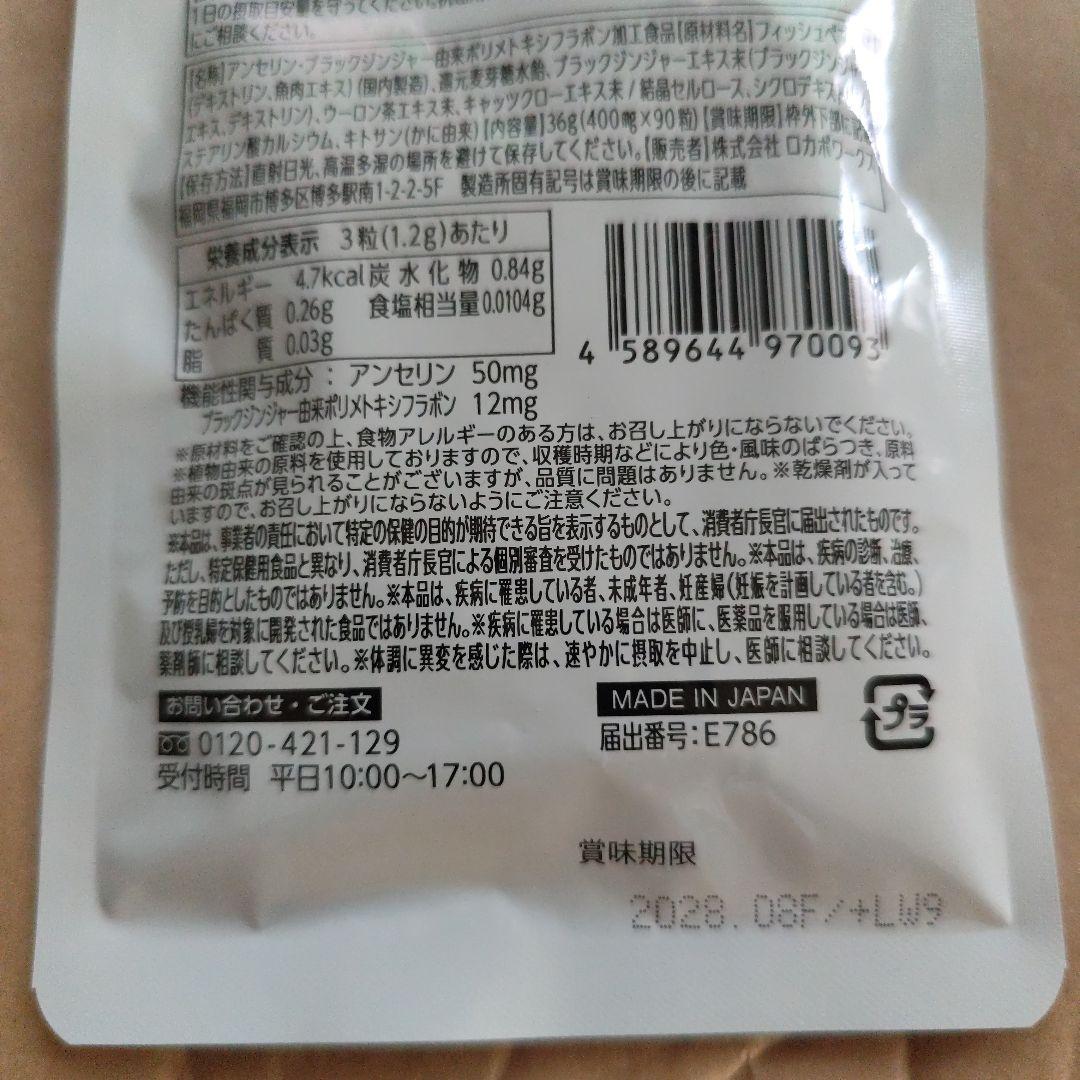 1日の摂取目安量を守ってください。
にご相談ください。
【名称】アンセリン・ブラックジンジャー由来ポリメトキシフラボン加工食品【原材料名】フィッシュペプ
(デキストリン、魚肉エキス)(国内製造)、還元麦芽糖水飴、ブラックジンジャーエキス末(ブラックジンジャー
エキス、デキストリン)、ウーロン茶エキス末、キャッツクローエキス末/結晶セルロース、シクロデキス
ステアリン酸カルシウム、キトサン(かに由来)【内容量】36g(400mg×90粒)【賞味期限】枠外下部に記載
【保存方法】直射日光、高温多湿の場所を避けて保存してください。【販売者】株式会社 ロカボワークス
福岡県福岡市博多区博多駅南1-2-2-5F 製造所固有記号は賞味期限の後に記載
栄養成分表示 3粒(1.2g)あたり
エネルギー 4.7kcal 炭水化物 0.84g
たんぱく質 0.26g 食塩相当量 0.0104g
脂質 0.03g
4 589644 970093
機能性関与成分：アンセリン 50mg
ブラックジンジャー由来ポリメトキシフラボン 12mg
※原材料をご確認の上、食物アレルギーのある方は、お召し上がりにならないでください。
※植物由来の原料を使用しておりますので、収穫時期などにより色・風味のばらつき、原料
由来の斑点が見られることがございますが、品質に問題はありません。※乾燥剤が入って
いますので、お召し上がりにならないようにご注意ください。
※本品は、事業者の責任において特定の保健の目的が期待できる旨を表示するものとして、消費者庁長官に届出されたものです。
ただし、特定保健用食品と異なり、消費者庁長官による個別審査を受けたものではありません。※本品は、疾病の診断、治療、
予防を目的としたものではありません。※本品は、疾病に罹患している者、未成年者、妊産婦(妊娠を計画している者を含む。)
及び授乳婦を対象に開発された食品ではありません。※疾病に罹患している場合は医師に、医薬品を服用している場合は医師、
薬剤師に相談してください。※体調に異変を感じた際は、速やかに摂取を中止し、医師に相談してください。
お問い合わせ・ご注文
0120-421-129
受付時間 平日10:00～17:00
MADE IN JAPAN
届出番号：E786
プラ
賞味期限
2028.08F/+LW9